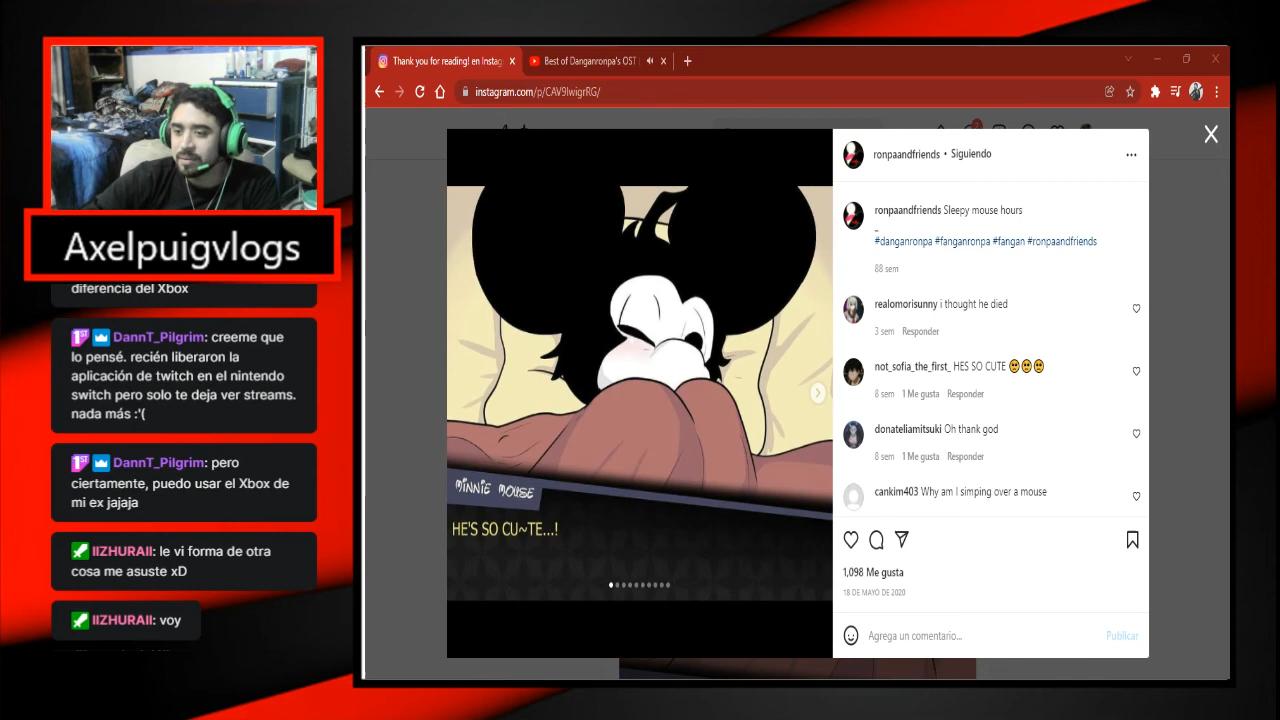 Axelpuigvlogs
diferencia del Xbox
DannT_Pilgrim: creeme que
lo pensé. recién liberaron la
aplicación de twitch en el nintendo
switch pero solo te deja ver streams.
nada más :'(
DannT_Pilgrim: pero
ciertamente, puedo usar el Xbox de
mi ex jajaja
IIZHURAII: le vi forma de otra
cosa me asuste xD
IIZHURAII: voy
Thank you for reading! en Instag
Best of Danganronpa's OST
instagram.com/p/CAV9lwigrRG/
MINNIE MOUSE
HE'S SO CU~TE...!
ronpaandfriends • Siguiendo
ronpaandfriends Sleepy mouse hours
_
#danganronpa #fanganronpa #fangan #ronpaandfriends
88 sem
realomorisunny i thought he died
3 sem Responder
not_sofia_the_first_ HES SO CUTE
8 sem 1 Me gusta Responder
donateliamitsuki Oh thank god
8 sem 1 Me gusta Responder
cankim403 Why am I simping over a mouse
1,098 Me gusta
18 DE MAYO DE 2020
Agrega un comentario...
Publicar